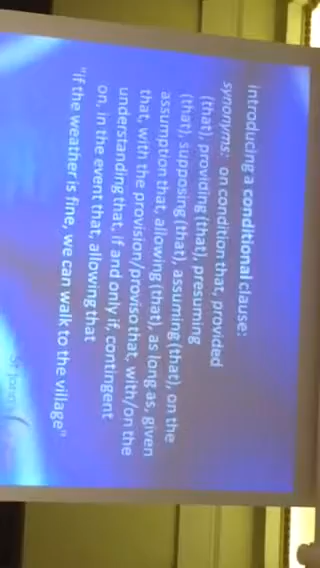 introducing a conditional clause:
synonyms: on condition that, provided
(that), providing (that), presuming
(that), supposing (that), assuming (that), on the
assumption that, allowing (that), as long as, given
that, with the provision/proviso that, with/on the
understanding that, if and only if, contingent
on, in the event that, allowing that
"if the weather is fine, we can walk to the village"
St John